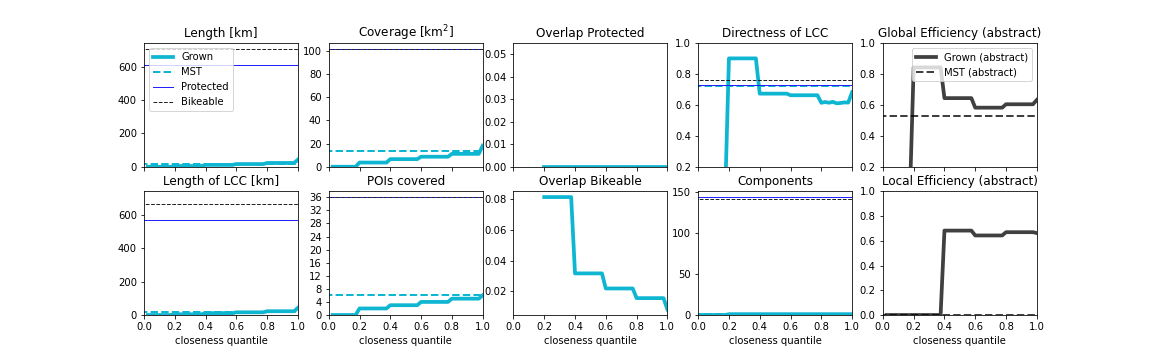 Length [km]
Coverage [km²]
Overlap Protected
Directness of LCC
Global Efficiency (abstract)
600
400
200
0
Grown
MST
Protected
Bikeable
100
80
60
40
20
0
0.05
0.04
0.03
0.02
0.01
0.00
1.0
0.8
0.6
0.4
0.2
1.0
0.8
0.6
0.4
0.2
Grown (abstract)
MST (abstract)
Length of LCC [km]
POIs covered
Overlap Bikeable
Components
Local Efficiency (abstract)
600
400
200
0
36
32
28
24
20
16
12
8
4
0
0.08
0.06
0.04
0.02
150
100
50
0
1.0
0.8
0.6
0.4
0.2
0.0
0.0 0.2 0.4 0.6 0.8 1.0
0.0 0.2 0.4 0.6 0.8 1.0
0.0 0.2 0.4 0.6 0.8 1.0
0.0 0.2 0.4 0.6 0.8 1.0
0.0 0.2 0.4 0.6 0.8 1.0
closeness quantile
closeness quantile
closeness quantile
closeness quantile
closeness quantile